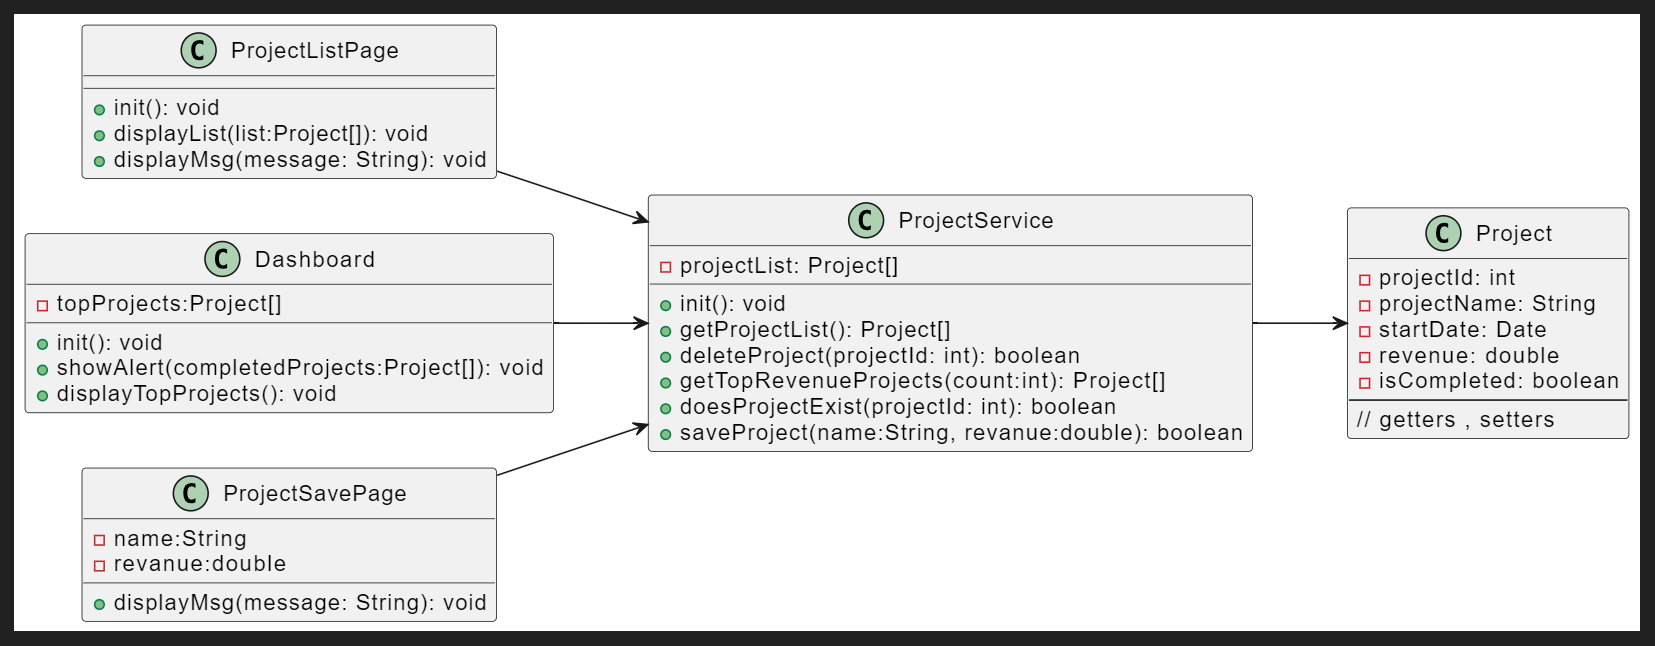 C ProjectListPage
init(): void
displayList(list:Project[]): void
displayMsg(message: String): void
C Dashboard
topProjects:Project[]
init(): void
showAlert(completedProjects:Project[]): void
displayTopProjects(): void
C ProjectSavePage
name:String
revanue:double
displayMsg(message: String): void
C ProjectService
projectList: Project[]
init(): void
getProjectList(): Project[]
deleteProject(projectId: int): boolean
getTopRevenueProjects(count:int): Project[]
doesProjectExist(projectId: int): boolean
saveProject(name:String, revanue:double): boolean
C Project
projectId: int
projectName: String
startDate: Date
revenue: double
isCompleted: boolean
// getters , setters